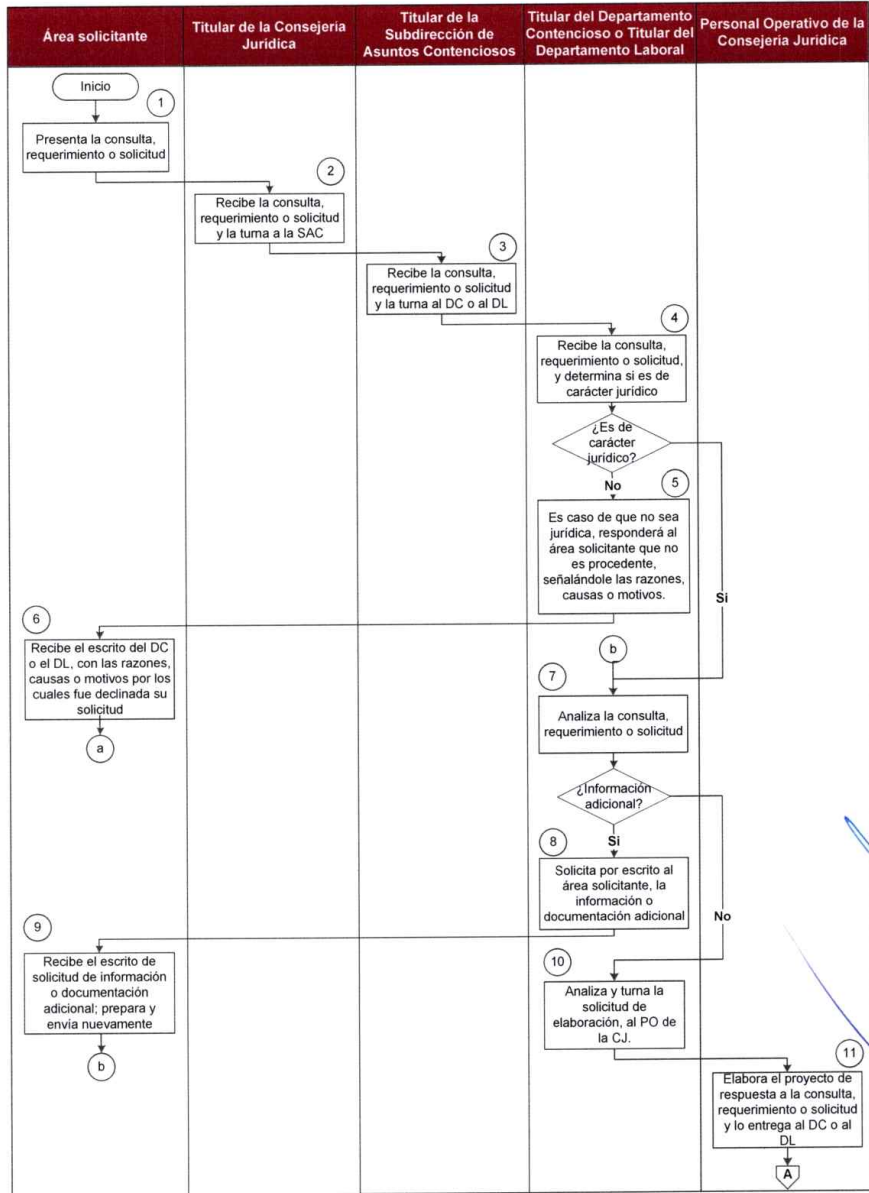 Área solicitante
Titular de la Consejería
Jurídica
Titular de la
Subdirección de
Asuntos Contenciosos
Titular del Departamento
Contencioso o Titular del
Departamento Laboral
Personal Operativo de la
Consejería Jurídica
Inicio
1
Presenta la consulta,
requerimiento o solicitud
2
Recibe la consulta,
requerimiento o solicitud
y la turna a la SAC
3
Recibe la consulta,
requerimiento o solicitud
y la turna al DC o al DL
4
Recibe la consulta,
requerimiento o solicitud,
y determina si es de
carácter jurídico
¿Es de
carácter
jurídico?
No
5
Es caso de que no sea
jurídica, responderá al
área solicitante que no
es procedente,
señalándole las razones,
causas o motivos.
Si
6
Recibe el escrito del DC
o el DL, con las razones,
causas o motivos por los
cuales fue declinada su
solicitud
a
b
7
Analiza la consulta,
requerimiento o solicitud
¿Información
adicional?
Si
8
Solicita por escrito al
área solicitante, la
información o
documentación adicional
No
9
Recibe el escrito de
solicitud de información
o documentación
adicional; prepara y
envía nuevamente
b
10
Analiza y turna la
solicitud de
elaboración, al PO de
la CJ.
11
Elabora el proyecto de
respuesta a la consulta,
requerimiento o solicitud
y lo entrega al DC o al
DL
A